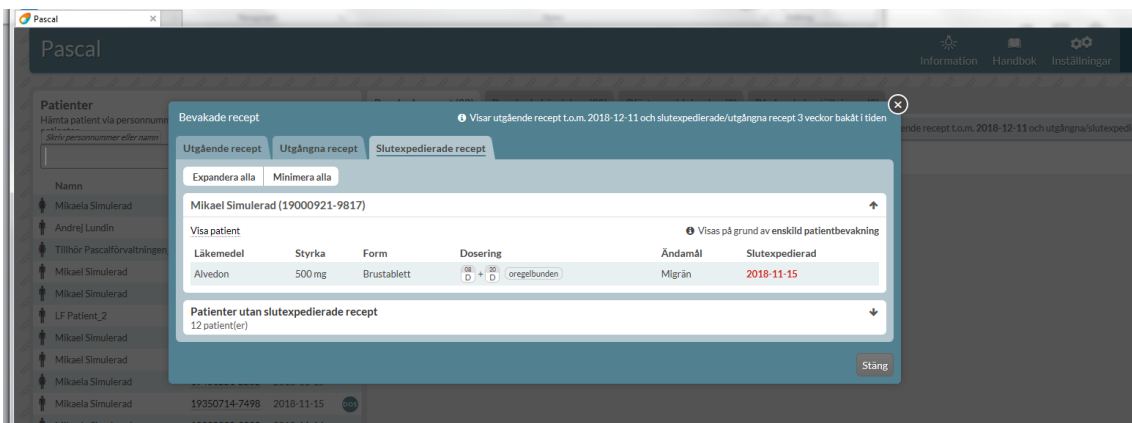 Pascal
Pascal
Information Handbok Inställningar
Patienter
Hämta patient via personnumm
Skriv personnummer eller namn
Namn
Mikaela Simulerad
Andrej Lundin
Tillhör Pascalförvaltningen
Mikael Simulerad
Mikael Simulerad
LF Patient_2
Mikael Simulerad
Mikael Simulerad
Mikaela Simulerad
Mikaela Simulerad 19350714-7498 2018-11-15
ende recept t.o.m. 2018-12-11 och utgångna/slutexpedi
Bevakade recept
Visar utgående recept t.o.m. 2018-12-11 och slutexpedierade/utgångna recept 3 veckor bakåt i tiden
Utgående recept Utgångna recept Slutexpedierade recept
Expandera alla Minimera alla
Mikael Simulerad (19000921-9817)
Visa patient Visas på grund av enskild patientbevakning
Läkemedel Styrka Form Dosering Ändamål Slutexpedierad
Alvedon 500 mg Brustablett 08 D + 20 D oregelbunden Migrän 2018-11-15
Patienter utan slutexpedierade recept
12 patient(er)
Stäng